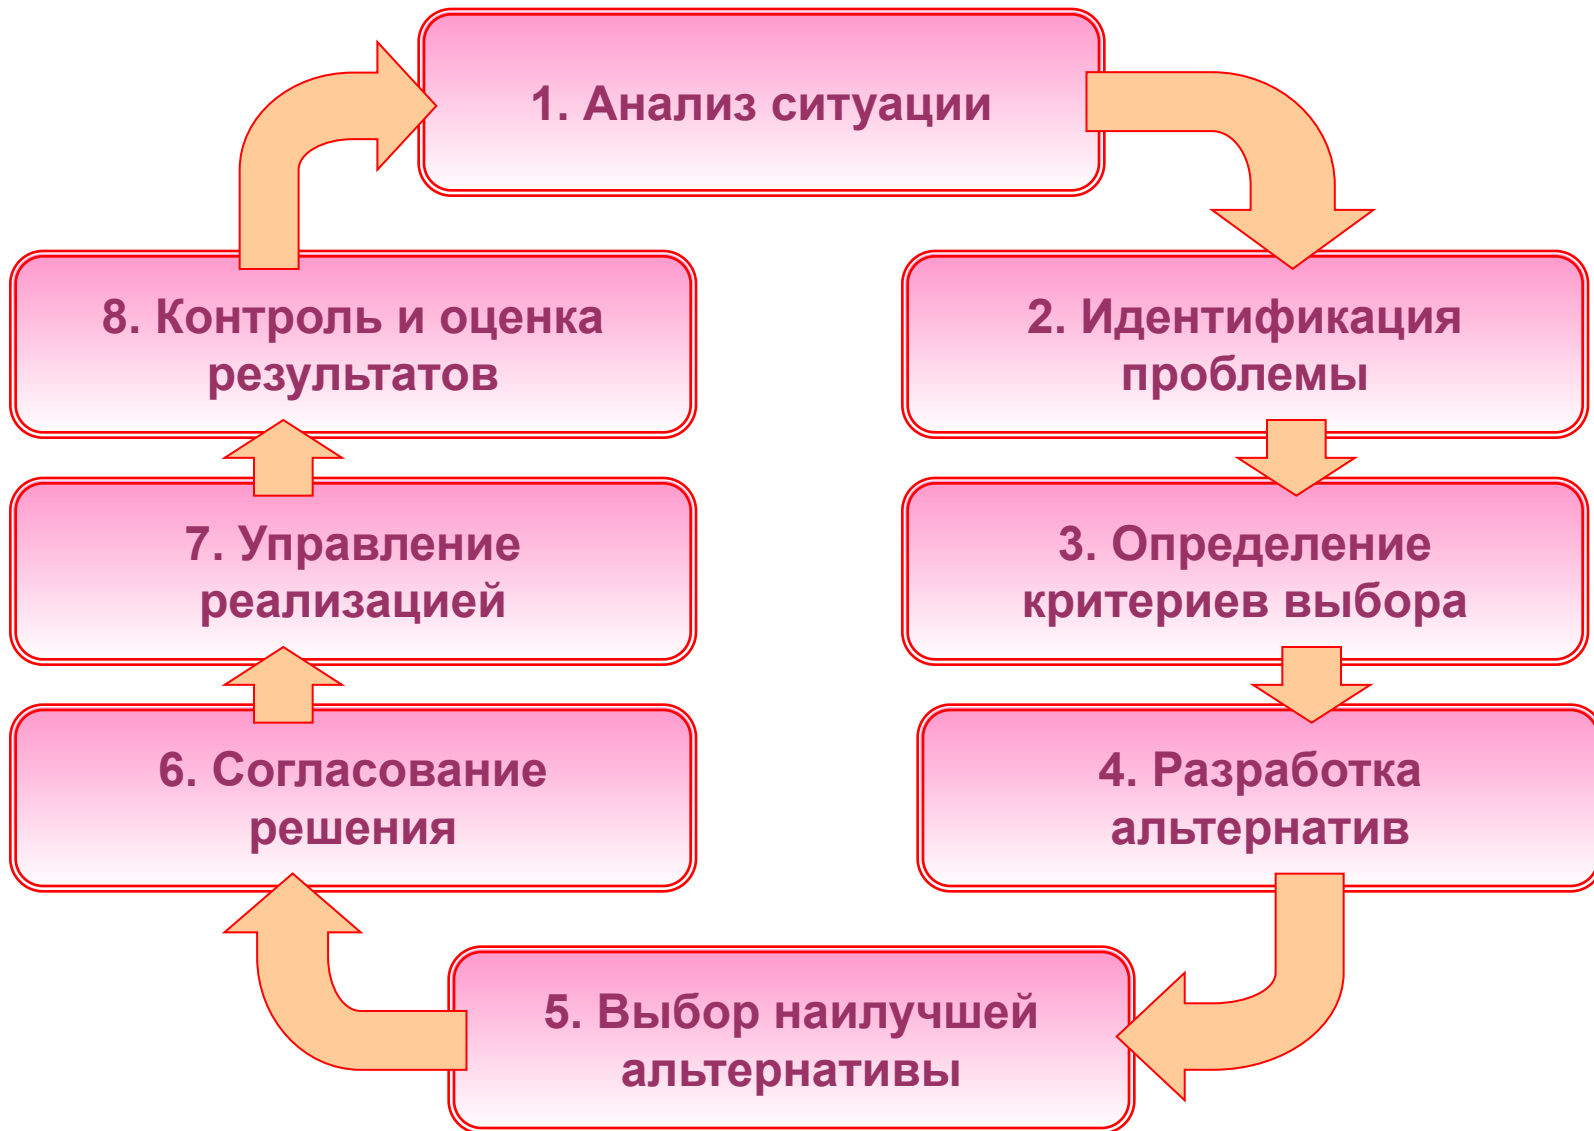 1. Анализ ситуации
2. Идентификация
проблемы
3. Определение
критериев выбора
4. Разработка
альтернатив
5. Выбор наилучшей
альтернативы
6. Согласование
решения
7. Управление
реализацией
8. Контроль и оценка
результатов